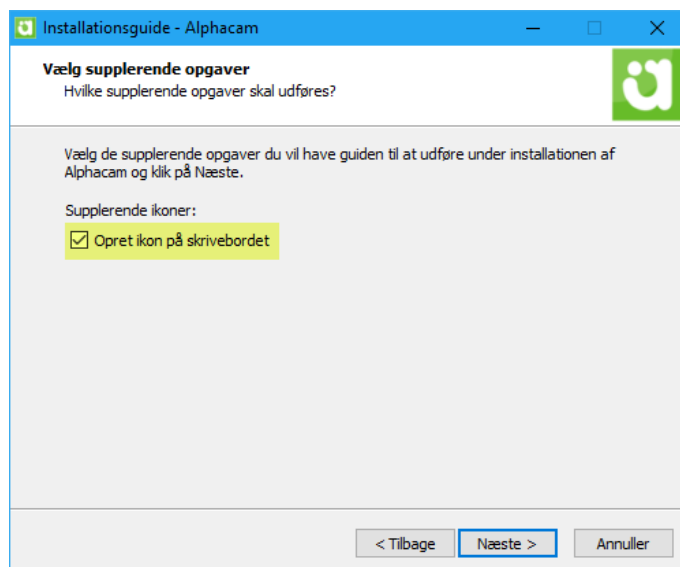 Installationsguide - Alphacam
Vælg supplerende opgaver
Hvilke supplerende opgaver skal udføres?
Vælg de supplerende opgaver du vil have guiden til at udføre under installationen af
Alphacam og klik på Næste.
Supplerende ikoner:
Opret ikon på skrivebordet
< Tilbage
Næste >
Annuller